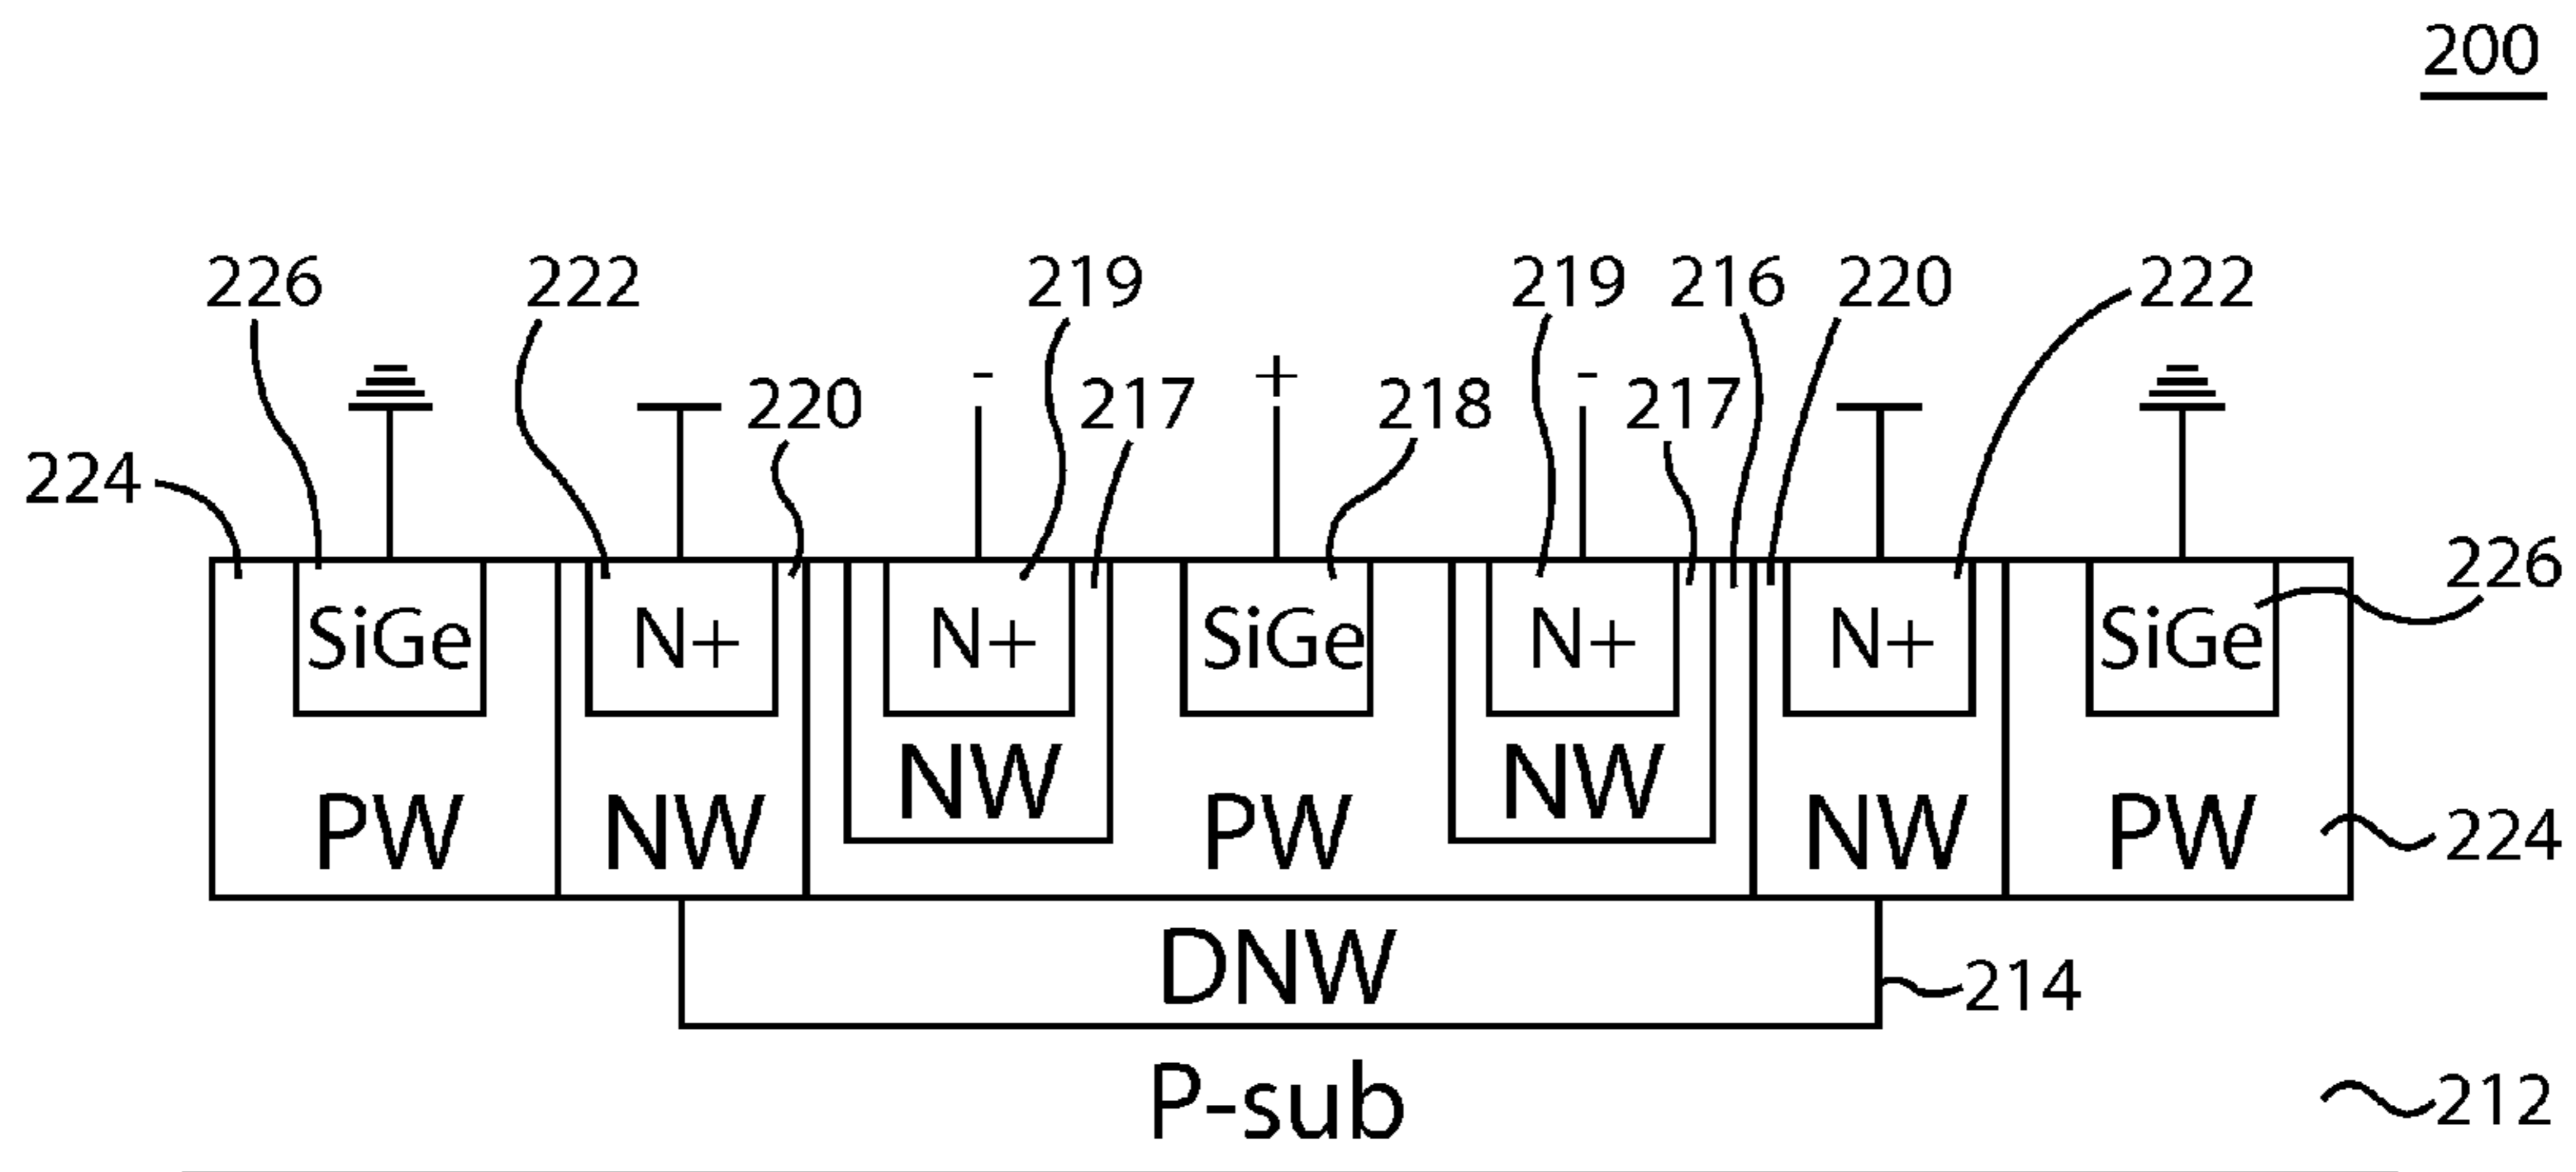 200
226 222 219 219 216 220 222
- + -
220 217 218 217
224
226
SiGe N+ N+ SiGe N+ N+ SiGe
NW NW
PW NW PW NW PW
224
DNW
214
P-sub
212